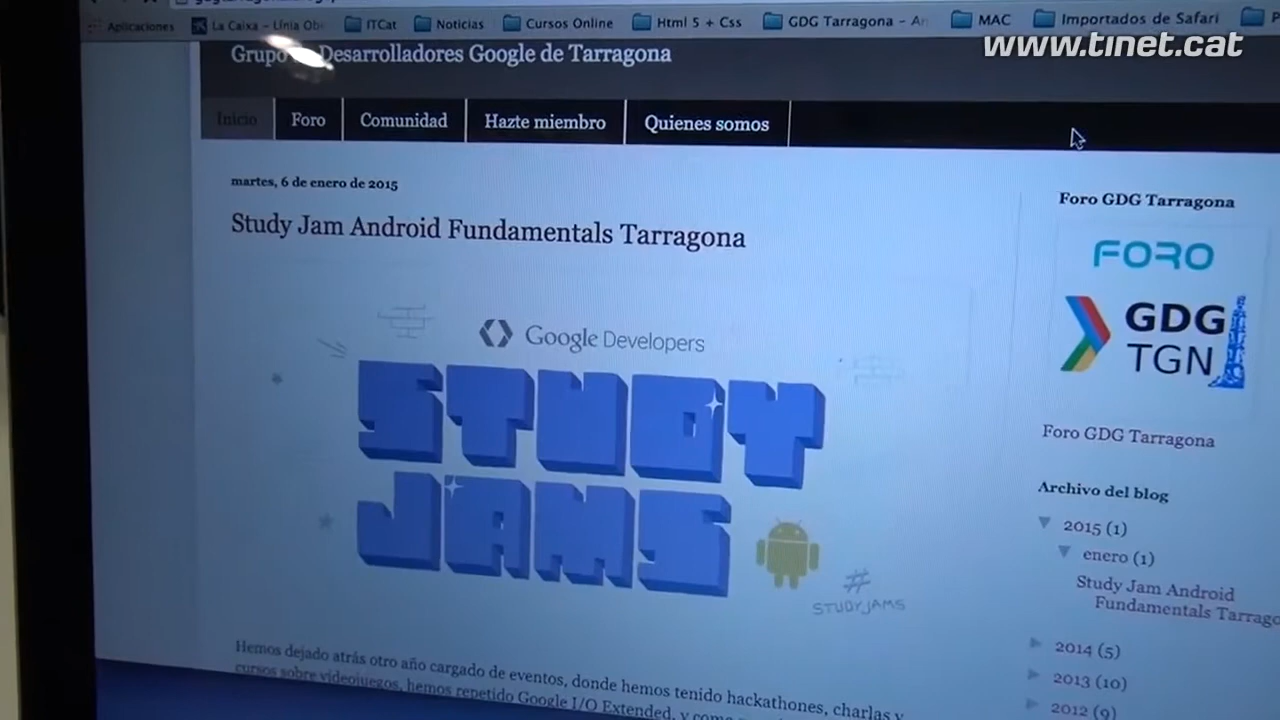 www.tinet.cat
Aplicaciones La Caixa - Línia Obe ITCat Noticias Cursos Online Html 5 + Css GDG Tarragona - An MAC Importados de Safari
Grupo Desarrolladores Google de Tarragona
Inicio Foro Comunidad Hazte miembro Quienes somos
martes, 6 de enero de 2015
Study Jam Android Fundamentals Tarragona
Google Developers
STUDY
JAMS
#
STUDYJAMS
Hemos dejado atrás otro año cargado de eventos, donde hemos tenido hackathones, charlas y
cursos sobre videojuegos, hemos repetido Google I/O Extended, y como
Foro GDG Tarragona
FORO
GDG
TGN
Foro GDG Tarragona
Archivo del blog
2015 (1)
enero (1)
Study Jam Android
Fundamentals Tarrago
2014 (5)
2013 (10)
2012 (9)